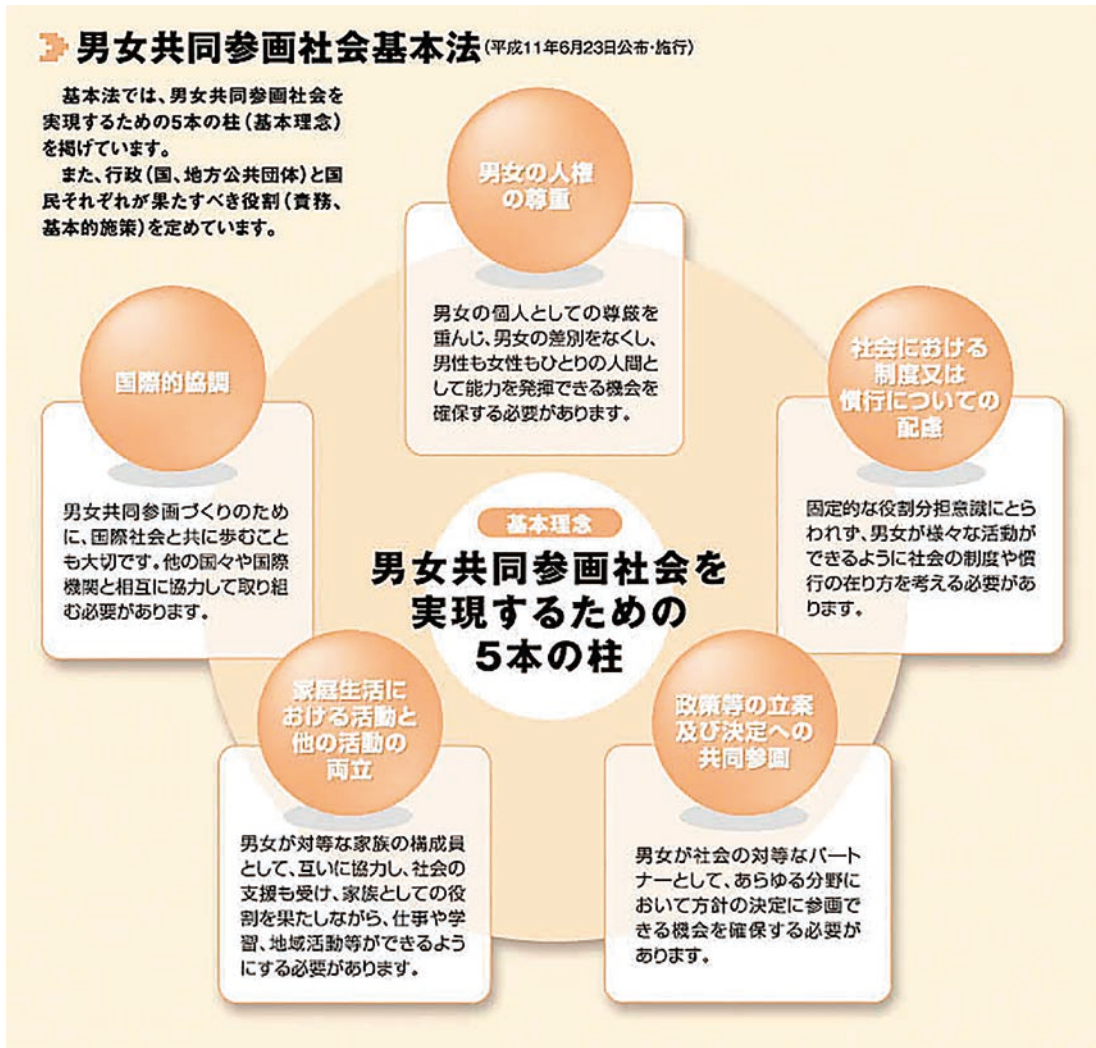 男女共同参画社会基本法(平成11年6月23日公布・施行)
基本法では、男女共同参画社会を
実現するための5本の柱(基本理念)
を掲げています。
また、行政(国、地方公共団体)と国
民それぞれが果たすべき役割(責務、
基本的施策)を定めています。
男女の人権
の尊重
男女の個人としての尊厳を
重んじ、男女の差別をなくし、
男性も女性もひとりの人間と
して能力を発揮できる機会を
確保する必要があります。
社会における
制度又は
慣行についての
配慮
固定的な役割分担意識にとら
われず、男女が様々な活動が
できるように社会の制度や慣
行の在り方を考える必要があ
ります。
政策等の立案
及び決定への
共同参画
男女が社会の対等なパート
ナーとして、あらゆる分野に
おいて方針の決定に参画で
きる機会を確保する必要が
あります。
家庭生活に
おける活動と
他の活動の
両立
男女が対等な家族の構成員
として、互いに協力し、社会の
支援も受け、家族としての役
割を果たしながら、仕事や学
習、地域活動等ができるよう
にする必要があります。
国際的協調
男女共同参画づくりのため
に、国際社会と共に歩むこと
も大切です。他の国々や国際
機関と相互に協力して取り組
む必要があります。
基本理念
男女共同参画社会を
実現するための
5本の柱